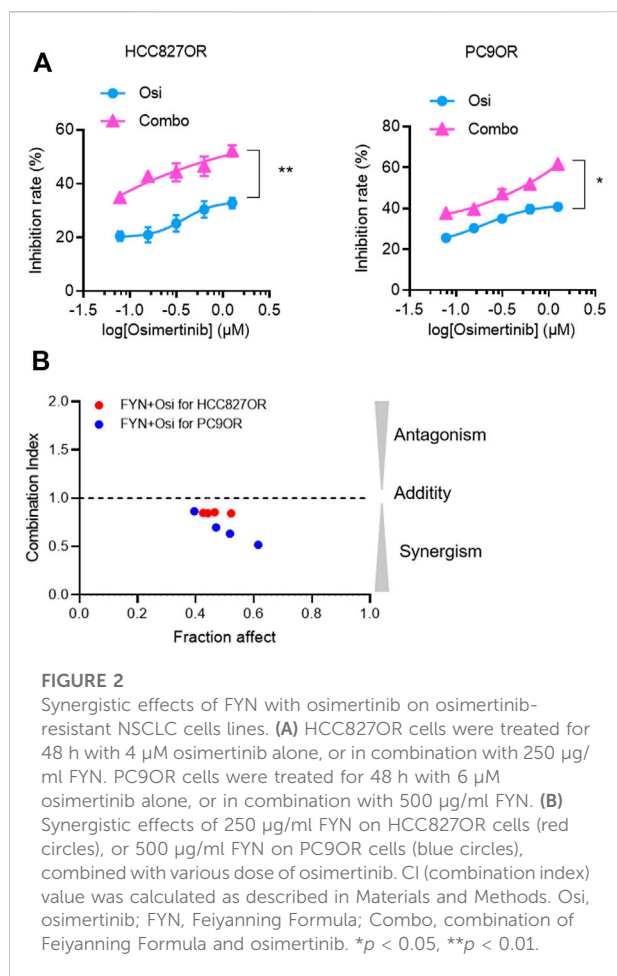 A
HCC827OR
Osi
Combo
60
40
20
0
Inhibition rate (%)
**
-1.5 -1.0 -0.5 0.0 0.5
log[Osimertinib] (µM)
PC9OR
Osi
Combo
80
60
40
20
0
Inhibition rate (%)
*
-1.5 -1.0 -0.5 0.0 0.5
log[Osimertinib] (µM)
B
2.0
1.5
1.0
0.5
0.0
Combination Index
FYN+Osi for HCC827OR
FYN+Osi for PC9OR
Antagonism
Additity
Synergism
0.0 0.2 0.4 0.6 0.8 1.0
Fraction affect
FIGURE 2
Synergistic effects of FYN with osimertinib on osimertinib-
resistant NSCLC cells lines. (A) HCC827OR cells were treated for
48 h with 4 µM osimertinib alone, or in combination with 250 µg/
ml FYN. PC9OR cells were treated for 48 h with 6 µM
osimertinib alone, or in combination with 500 µg/ml FYN. (B)
Synergistic effects of 250 µg/ml FYN on HCC827OR cells (red
circles), or 500 µg/ml FYN on PC9OR cells (blue circles),
combined with various dose of osimertinib. CI (combination index)
value was calculated as described in Materials and Methods. Osi,
osimertinib; FYN, Feiyanning Formula; Combo, combination of
Feiyanning Formula and osimertinib. *p < 0.05, **p < 0.01.